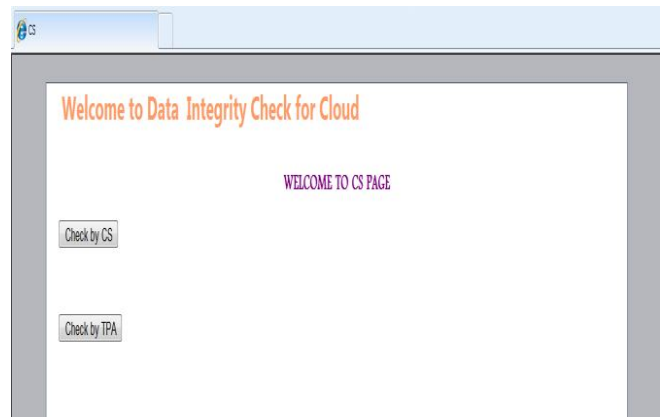 CS
Welcome to Data Integrity Check for Cloud
WELCOME TO CS PAGE
Check by CS
Check by TPA